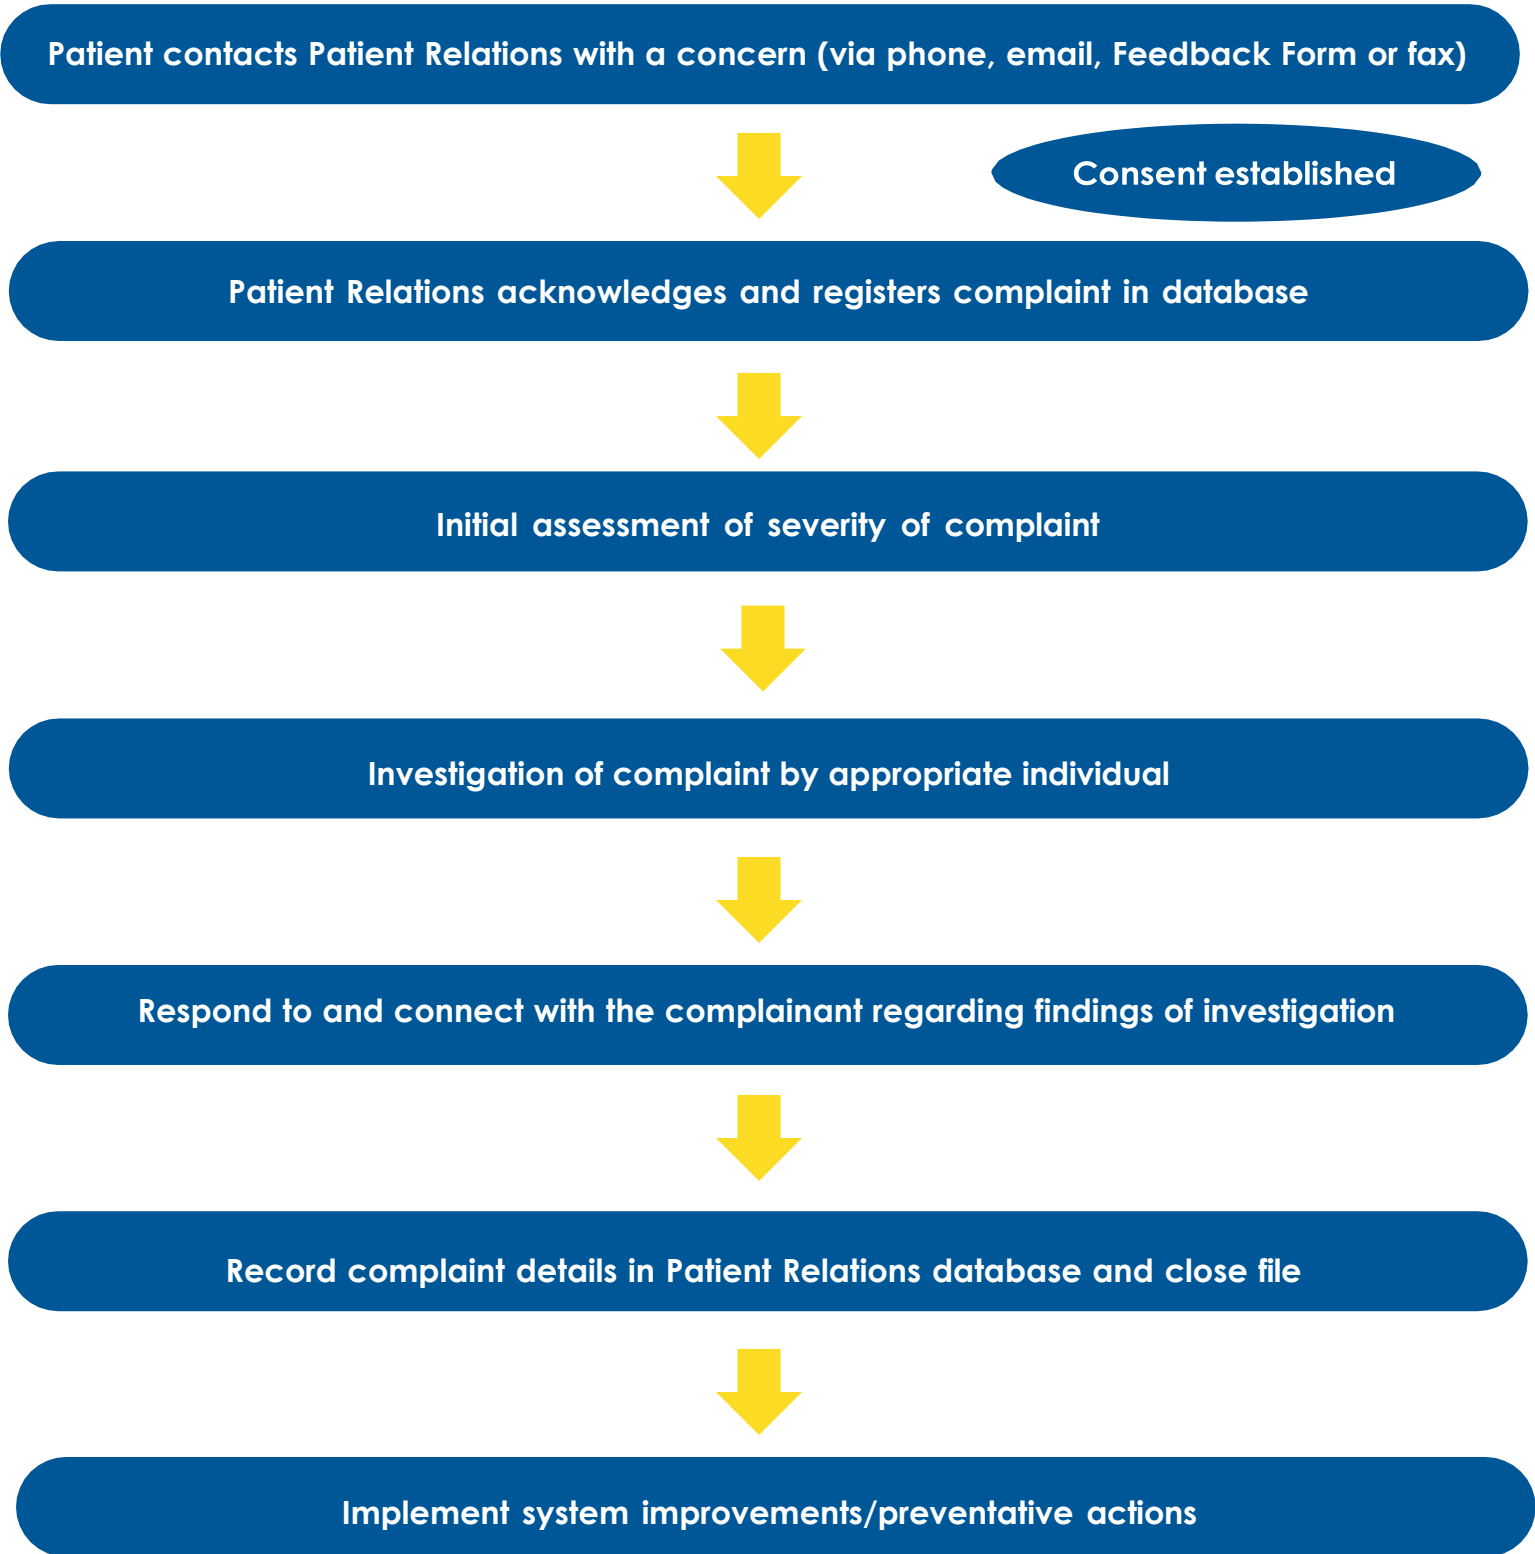 Patient contacts Patient Relations with a concern (via phone, email, Feedback Form or fax)
Consent established
Patient Relations acknowledges and registers complaint in database
Initial assessment of severity of complaint
Investigation of complaint by appropriate individual
Respond to and connect with the complainant regarding findings of investigation
Record complaint details in Patient Relations database and close file
Implement system improvements/preventative actions